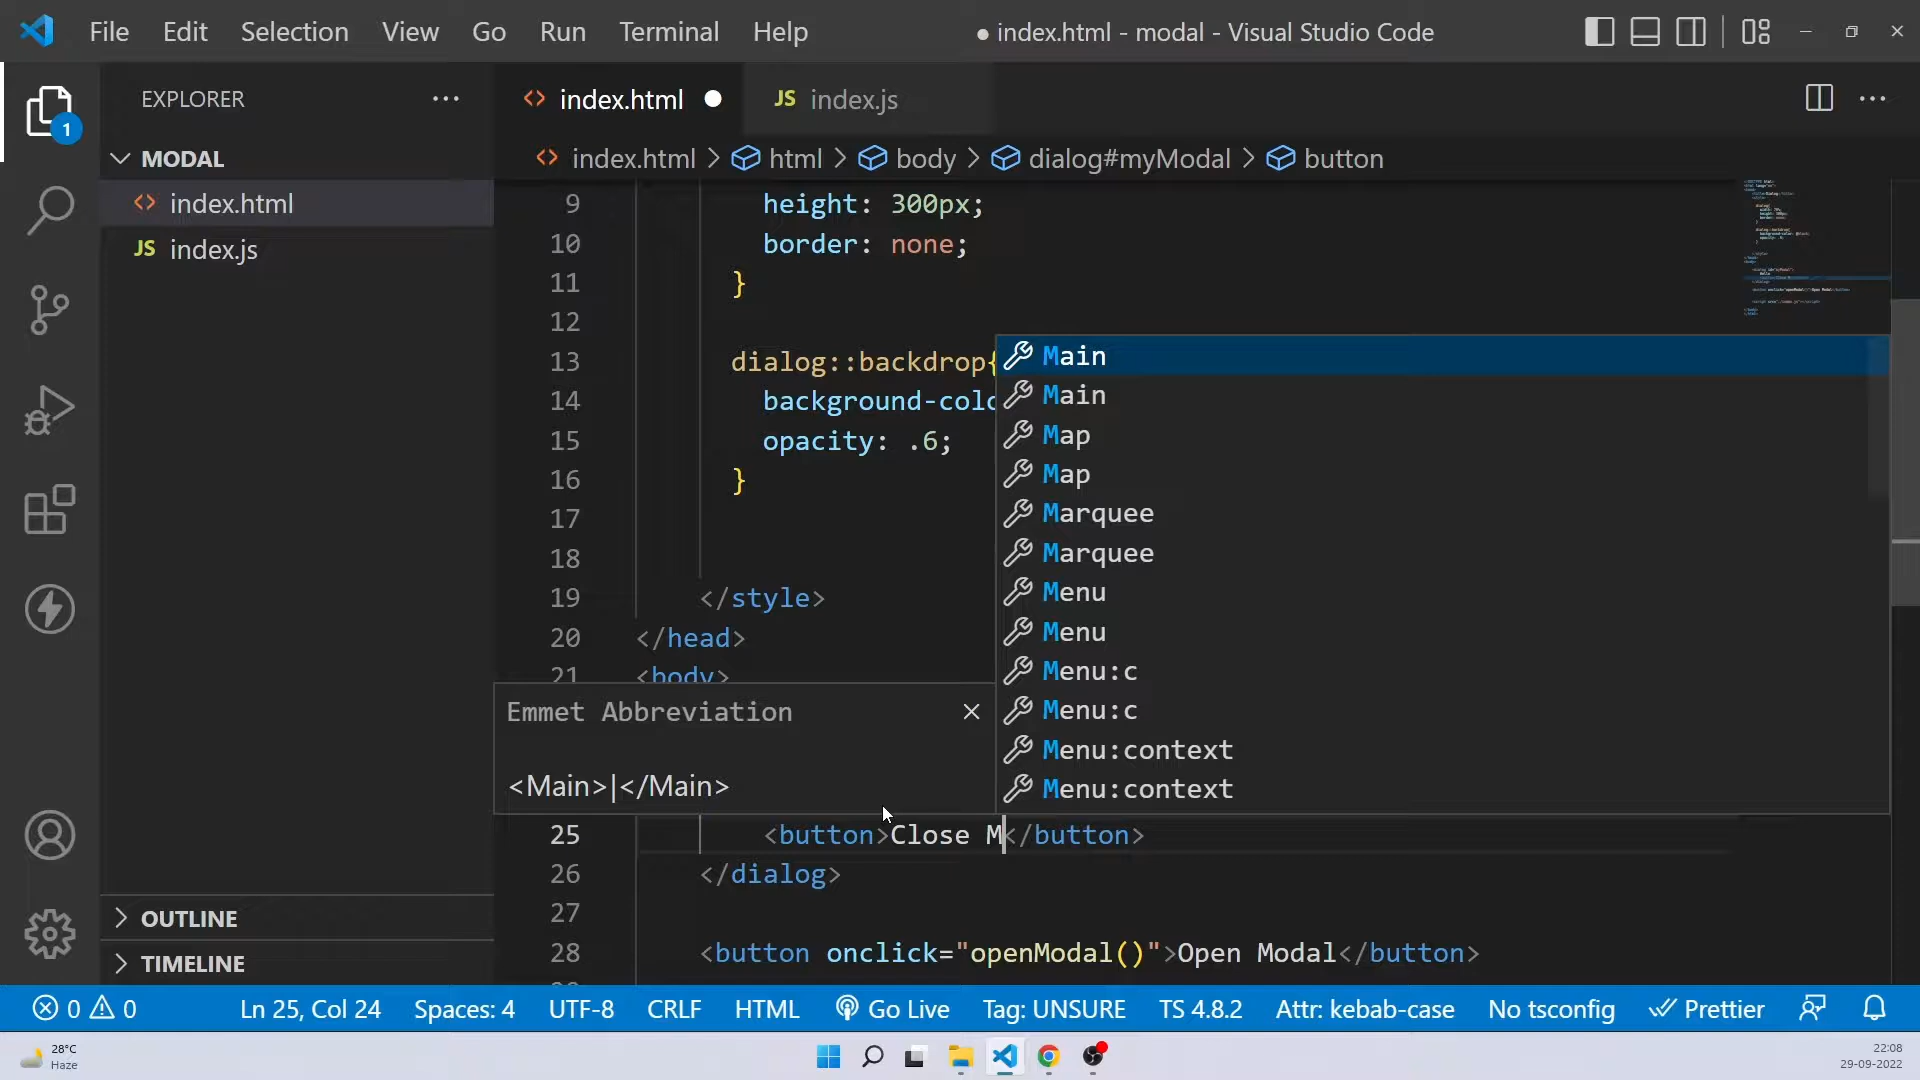 File Edit Selection View Go Run Terminal Help
● index.html - modal - Visual Studio Code
EXPLORER
1
MODAL
index.html
JS index.js
OUTLINE
TIMELINE
index.html
JS index.js
index.html > html > body > dialog#myModal > button
9 height: 300px;
10 border: none;
11 }
12
13 dialog::backdrop{
14 background-colo
15 opacity: .6;
16 }
17
18
19 </style>
20 </head>
21 <body>
Main
Main
Map
Map
Marquee
Marquee
Menu
Menu
Menu:c
Menu:c
Menu:context
Menu:context
Emmet Abbreviation
<Main>|</Main>
25 <button>Close M</button>
26 </dialog>
27
28 <button onclick="openModal()">Open Modal</button>
0 0 Ln 25, Col 24 Spaces: 4 UTF-8 CRLF HTML Go Live Tag: UNSURE TS 4.8.2 Attr: kebab-case No tsconfig Prettier
28°C
Haze
22:08
29-09-2022